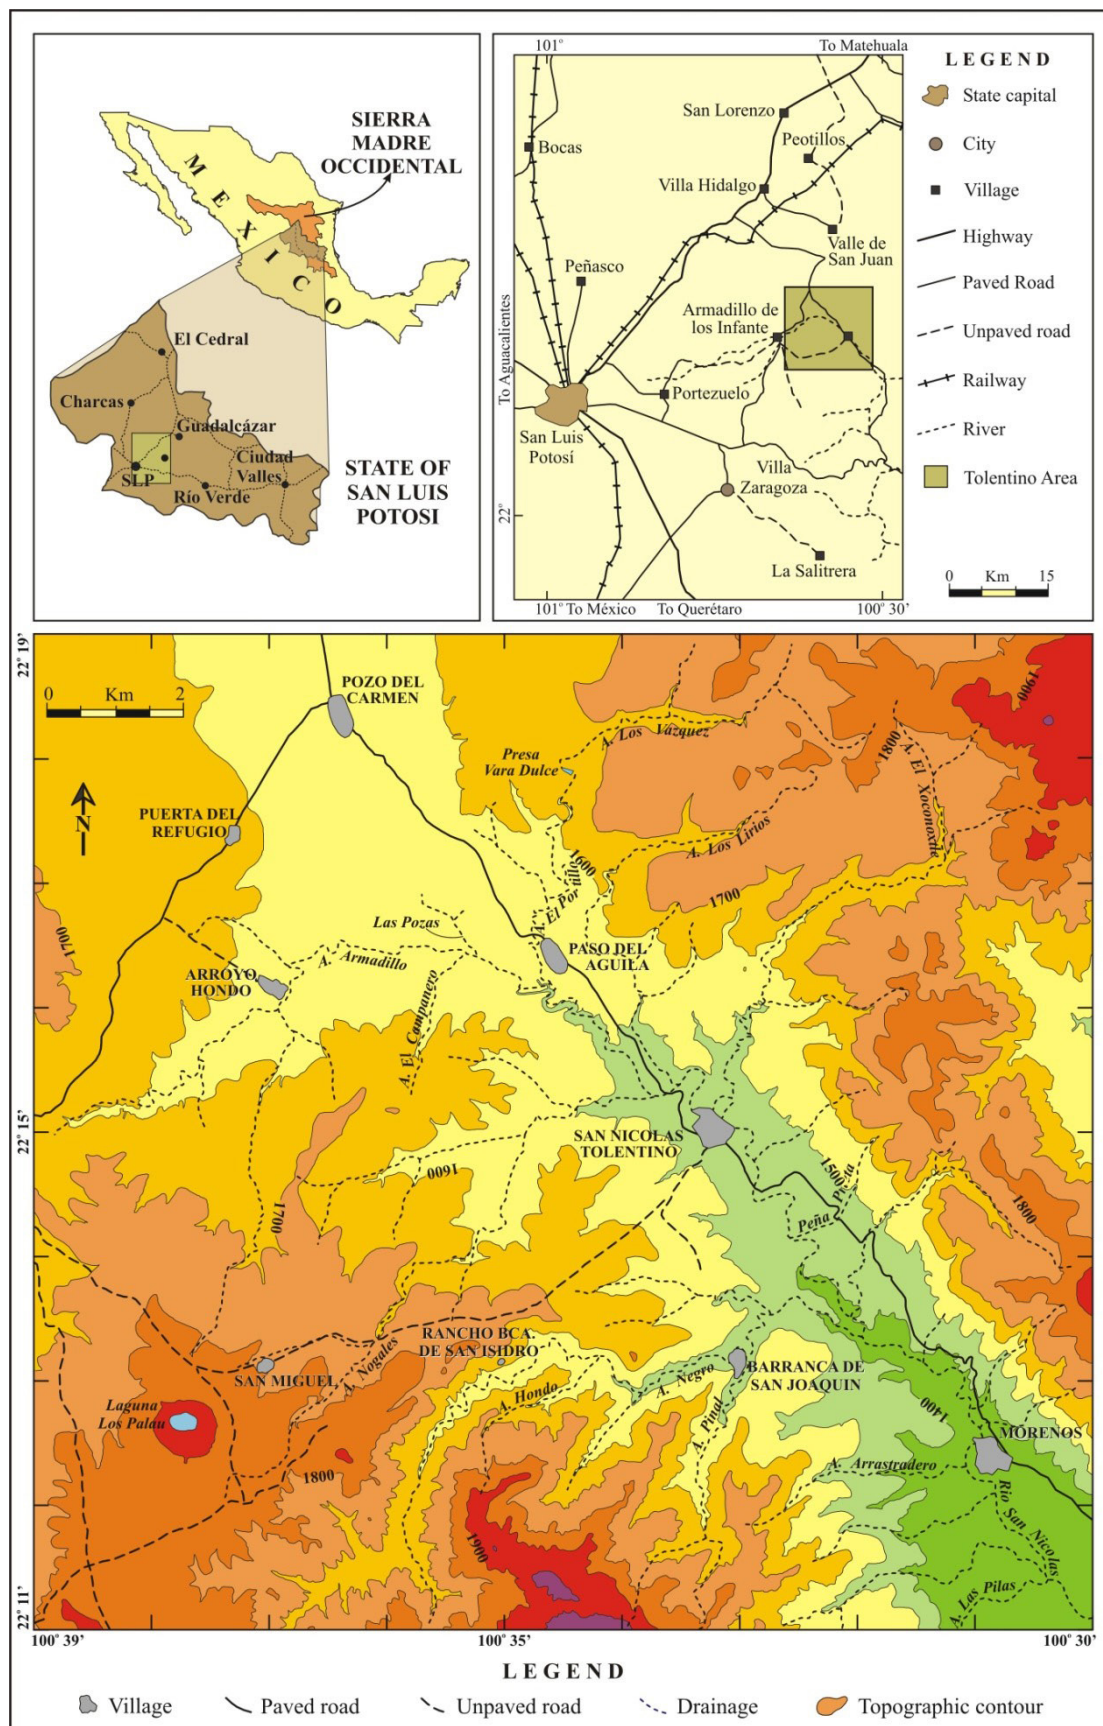 SIERRA
MADRE
OCCIDENTAL
MEXICO
El Cedral
Charcas
Guadalcázar
Ciudad
Valles
SLP
Río Verde
STATE OF
SAN LUIS
POTOSI
101°
To Matehuala
San Lorenzo
Peotillos
Bocas
Villa Hidalgo
Valle de
San Juan
Peñasco
Armadillo de
los Infante
To Aguacalientes
Portezuelo
San Luis
Potosí
Villa
Zaragoza
22°
La Salitrera
101°
To México
To Querétaro
100° 30'
LEGEND
State capital
City
Village
Highway
Paved Road
Unpaved road
Railway
River
Tolentino Area
0 Km 15
22° 19'
0 Km 2
POZO DEL
CARMEN
1900
A. Los Vázquez
1800
Presa
Vara Dulce
A. El Xoconoxtle
N
PUERTA DEL
REFUGIO
A. Los Lirios
1600
1700
A. El Portillo
Las Pozas
1700
PASO DEL
AGUILA
A. Armadillo
ARROYO
HONDO
A. El Campanero
22° 15'
SAN NICOLAS
TOLENTINO
1600
1500
Peña Prieta
1700
1800
RANCHO BCA.
DE SAN ISIDRO
SAN MIGUEL
A. Nogales
A. Hondo
A. Negro
BARRANCA DE
SAN JOAQUIN
Laguna
Los Palau
1400
A. Pinal
MORENOS
A. Arrastradero
1800
Río San Nicolas
1900
A. Las Pilas
22° 11'
100° 39'
100° 35'
100° 30'
LEGEND
Village
Paved road
Unpaved road
Drainage
Topographic contour